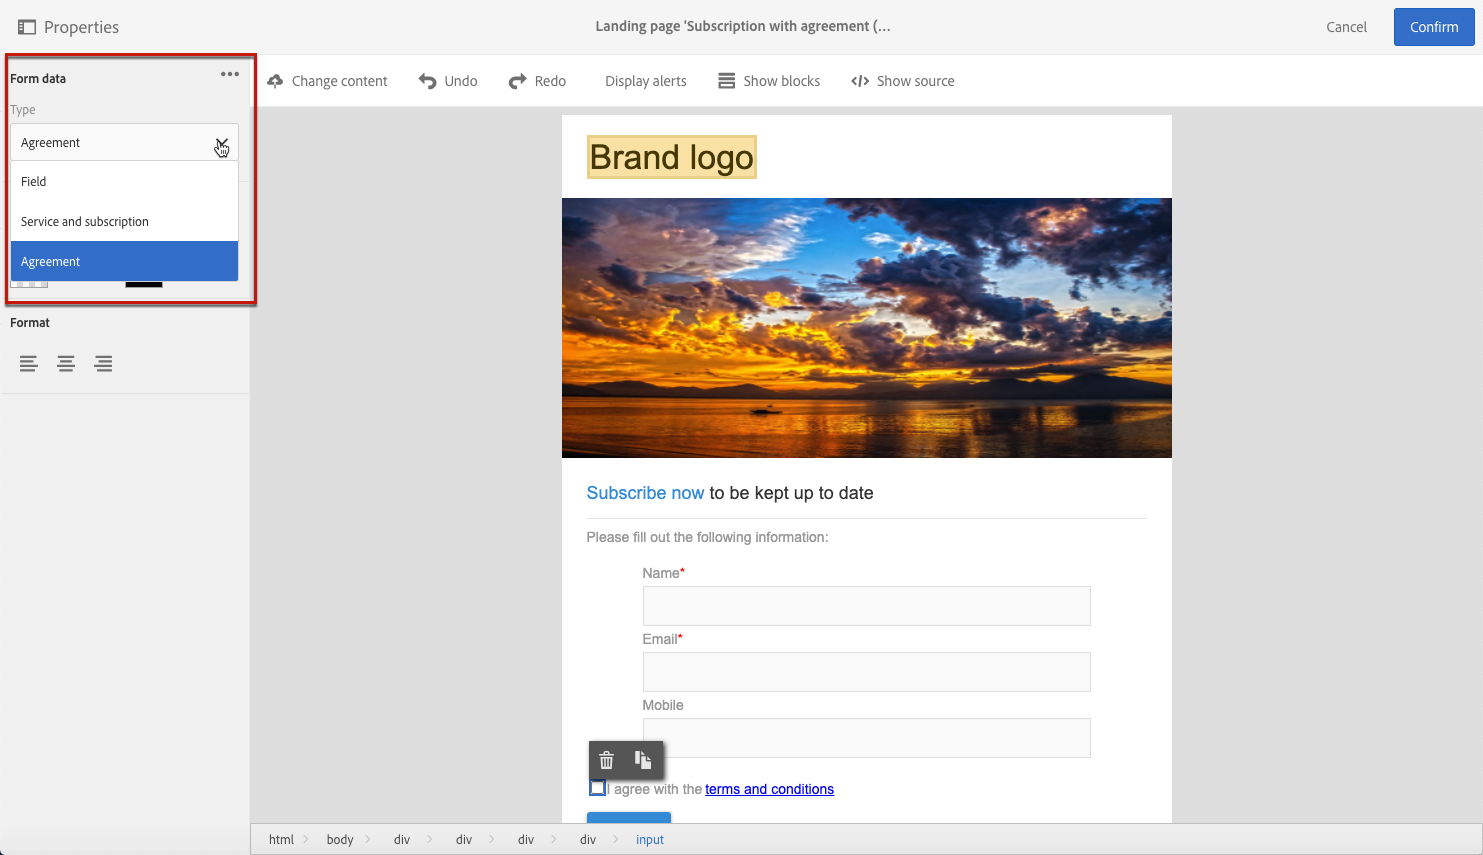 Properties
Landing page 'Subscription with agreement (...
Cancel
Confirm
Form data
Type
Agreement
Field
Service and subscription
Agreement
Format
Change content
Undo
Redo
Display alerts
Show blocks
</> Show source
Brand logo
Subscribe now to be kept up to date
Please fill out the following information:
Name*
Email*
Mobile
I agree with the terms and conditions
html
body
div
div
div
div
input